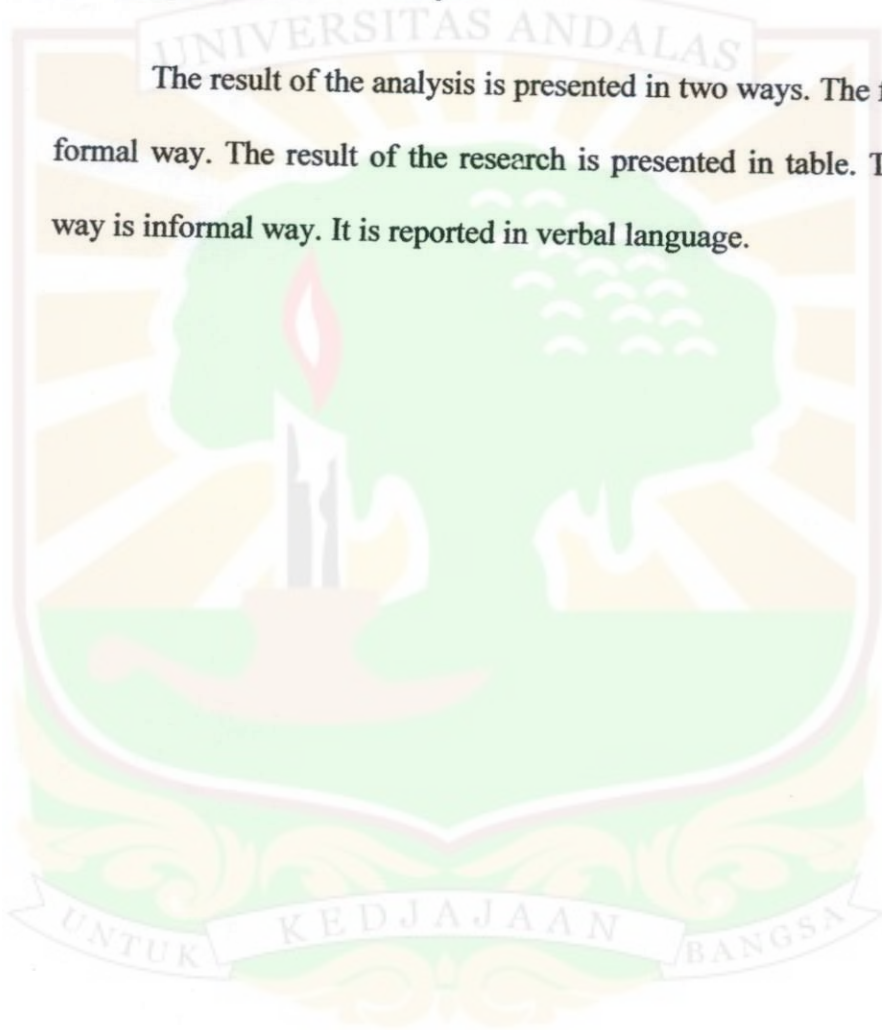 UNIVERSITAS ANDALAS
The result of the analysis is presented in two ways. The
formal way. The result of the research is presented in table.
way is informal way. It is reported in verbal language.
UNTUK KEDJAJAAN BANGSA